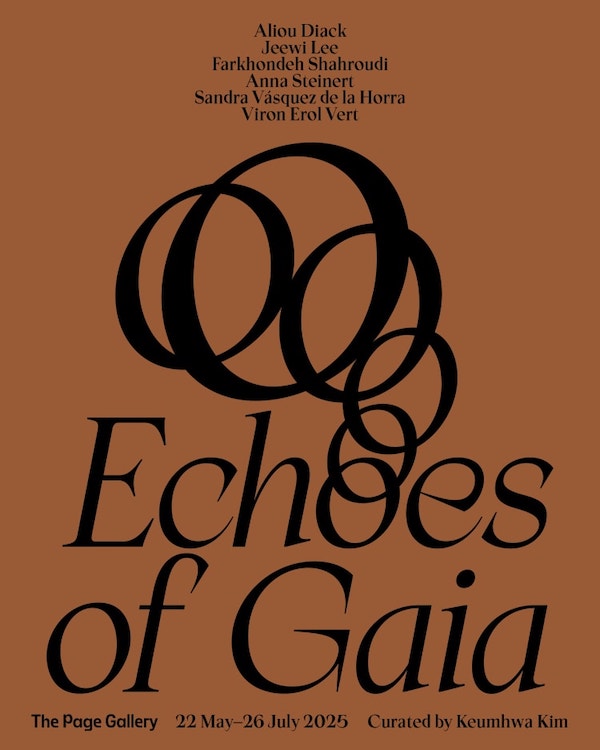 Aliou Diack
Jeewi Lee
Farkhondeh Shahroudi
Anna Steinert
Sandra Vásquez de la Horra
Viron Erol Vert
Echoes
of Gaia
The Page Gallery 22 May–26 July 2025 Curated by Keumhwa Kim